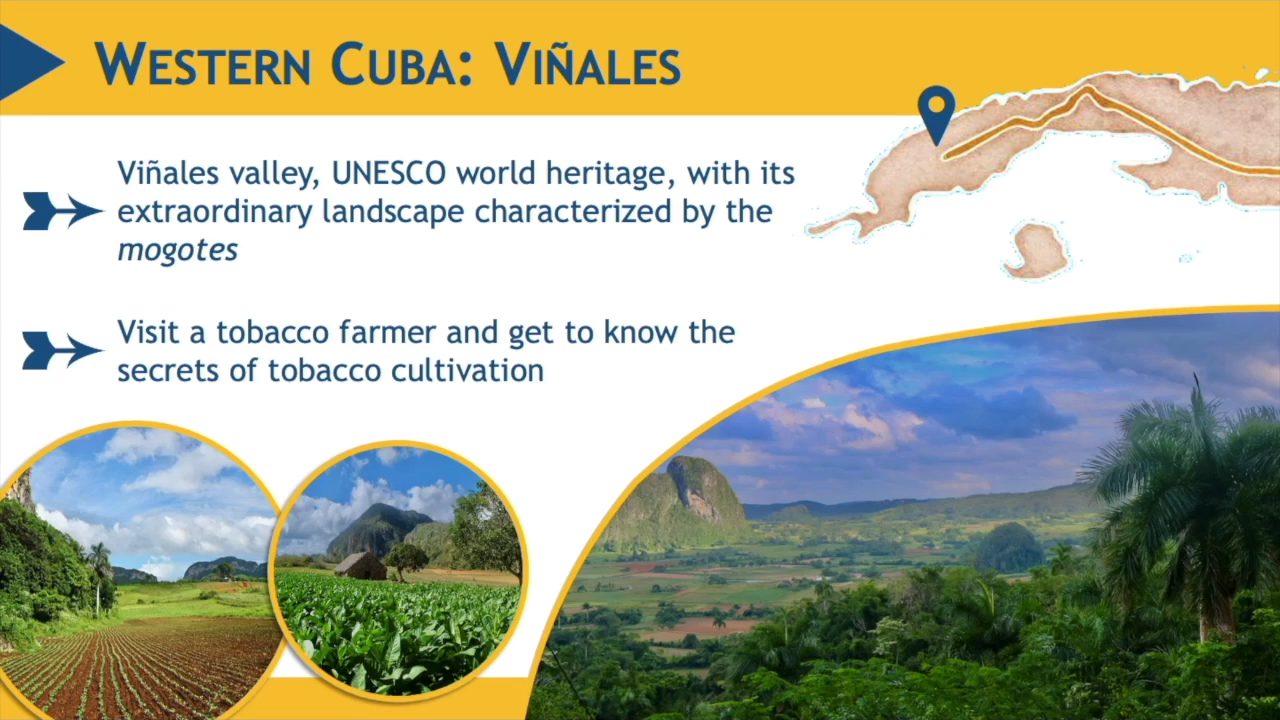 WESTERN CUBA: VIÑALES
Viñales valley, UNESCO world heritage, with its
extraordinary landscape characterized by the
mogotes
Visit a tobacco farmer and get to know the
secrets of tobacco cultivation